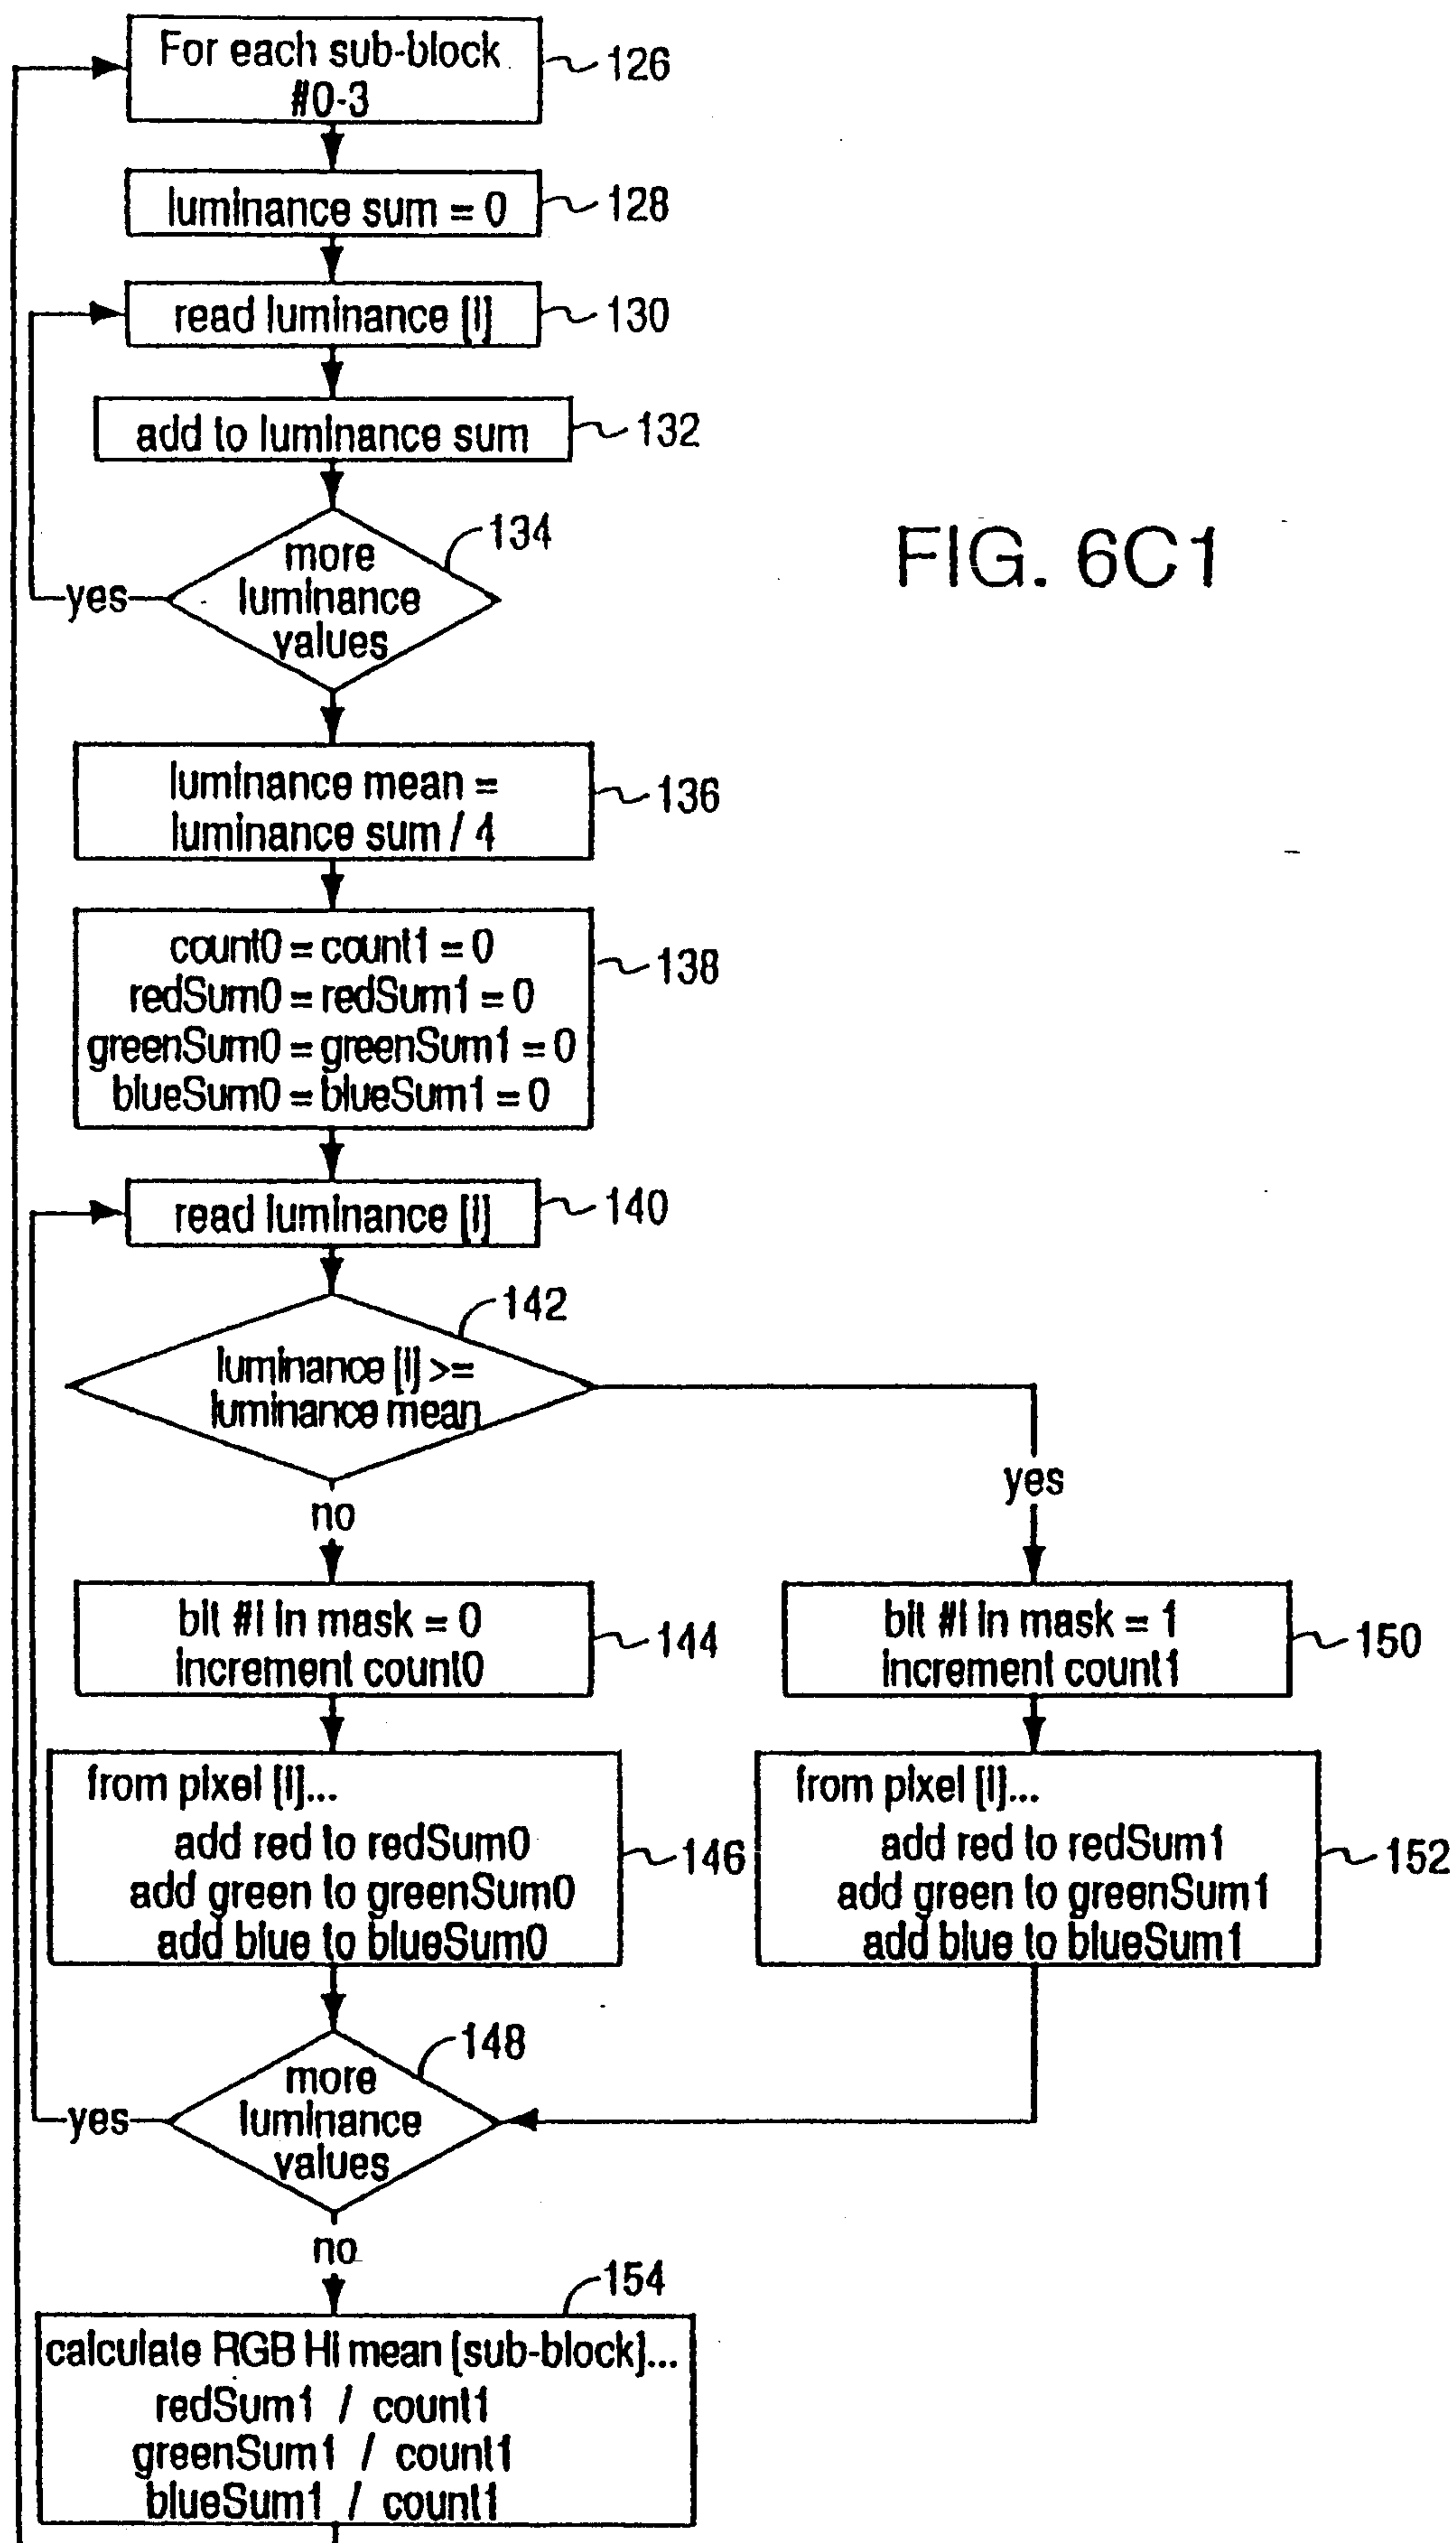 For each sub-block
#0-3
126
luminance sum = 0
128
read luminance [i]
130
add to luminance sum
132
134
more
luminance
values
yes
FIG. 6C1
luminance mean =
luminance sum / 4
136
count0 = count1 = 0
redSum0 = redSum1 = 0
greenSum0 = greenSum1 = 0
blueSum0 = blueSum1 = 0
138
read luminance [i]
140
142
luminance [i] >=
luminance mean
no
yes
bit #i in mask = 0
increment count0
144
bit #i in mask = 1
increment count1
150
from pixel [i]...
add red to redSum0
add green to greenSum0
add blue to blueSum0
146
from pixel [i]...
add red to redSum1
add green to greenSum1
add blue to blueSum1
152
148
more
luminance
values
yes
no
154
calculate RGB Hi mean [sub-block]...
redSum1 / count1
greenSum1 / count1
blueSum1 / count1